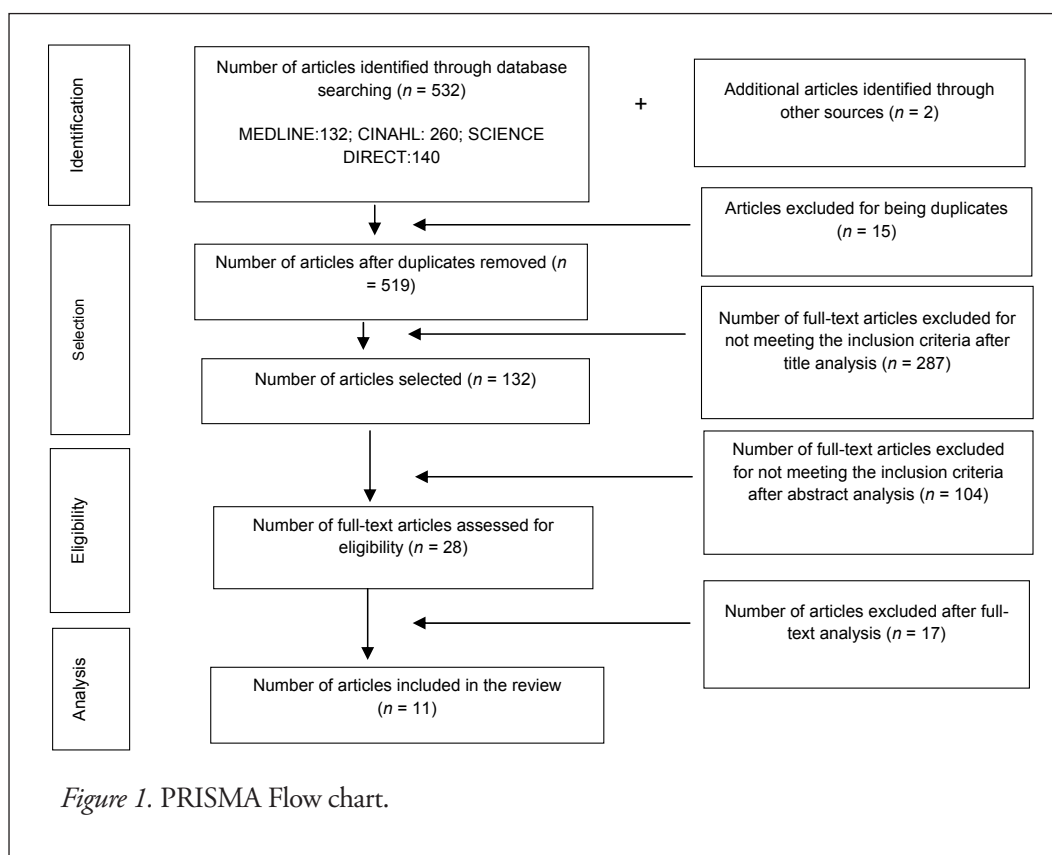 Identification
Number of articles identified through database
searching (n = 532)
MEDLINE:132; CINAHL: 260; SCIENCE
DIRECT:140
+
Additional articles identified through
other sources (n = 2)
Articles excluded for being duplicates
(n = 15)
Selection
Number of articles after duplicates removed (n
= 519)
Number of full-text articles excluded for
not meeting the inclusion criteria after
title analysis (n = 287)
Number of articles selected (n = 132)
Eligibility
Number of full-text articles excluded
for not meeting the inclusion criteria
after abstract analysis (n = 104)
Number of full-text articles assessed for
eligibility (n = 28)
Number of articles excluded after full-
text analysis (n = 17)
Analysis
Number of articles included in the review
(n = 11)
Figure 1. PRISMA Flow chart.